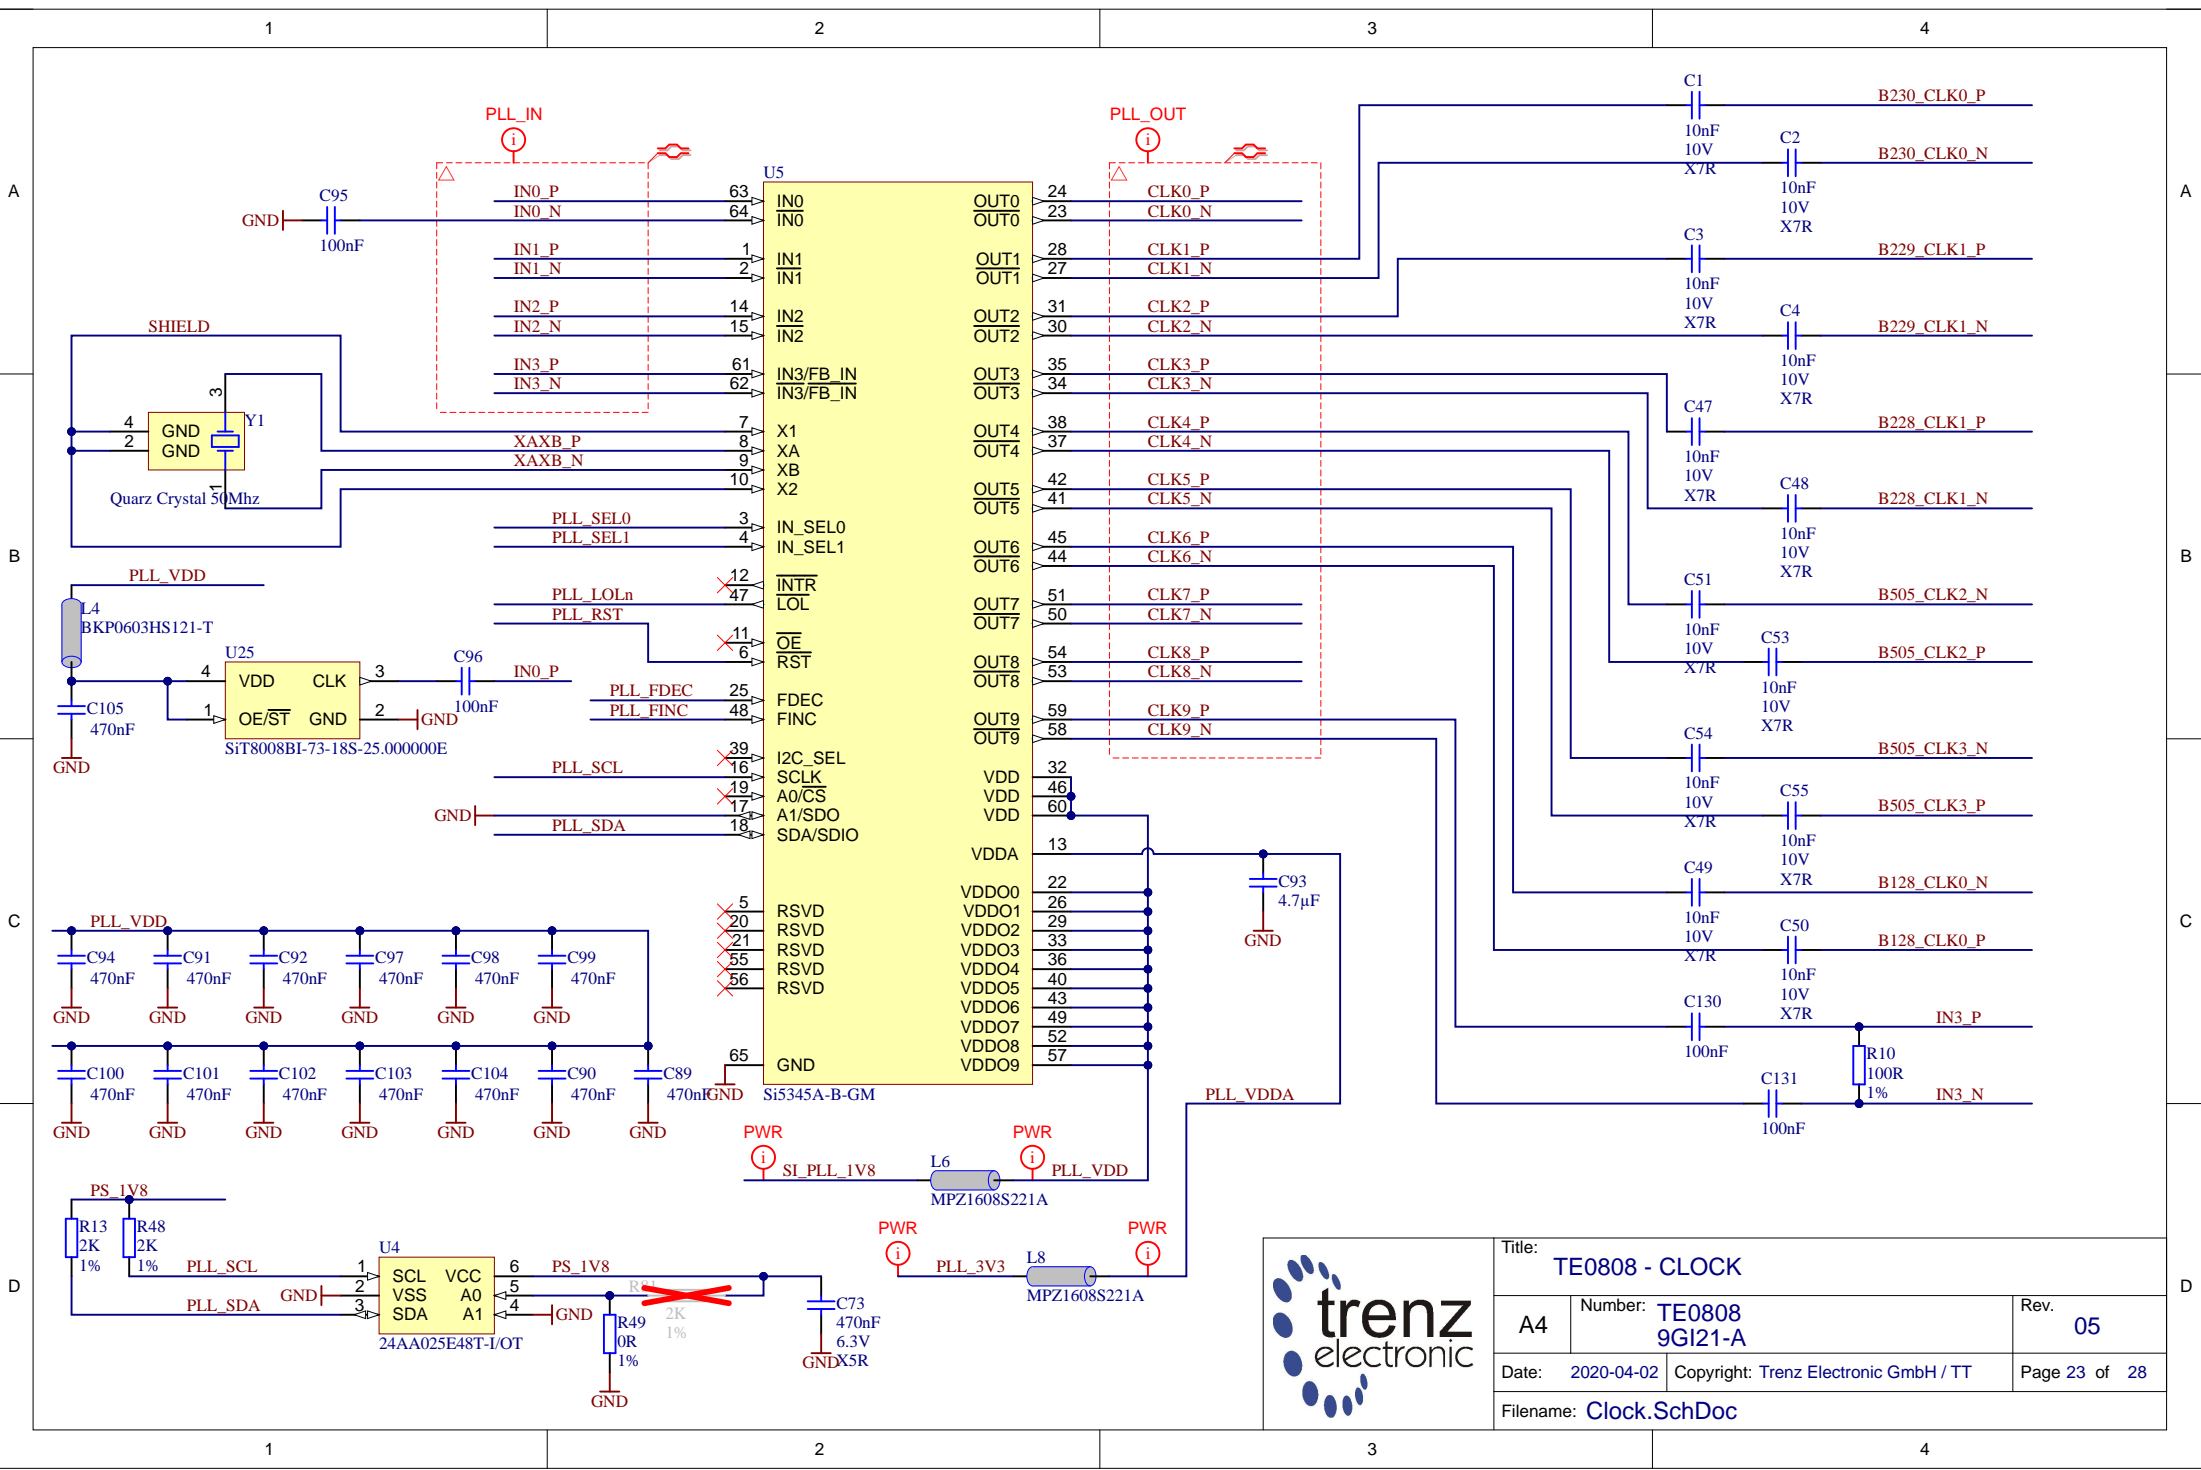 1 2 3 4
A
A
B
B
C
C
D
D
PLL_IN
i
PLL_OUT
i
C95
GND
100nF
IN0_P
IN0_N
IN1_P
IN1_N
IN2_P
IN2_N
IN3_P
IN3_N
SHIELD
3
4 GND
2 GND
Y1
1
Quarz Crystal 50Mhz
XAXB_P
XAXB_N
PLL_SEL0
PLL_SEL1
PLL_LOLn
PLL_RST
PLL_FDEC
PLL_FINC
PLL_SCL
GND
PLL_SDA
PLL_VDD
L4
BKP0603HS121-T
U25
4 VDD CLK 3
1 OE/ST GND 2
GND
SiT8008BI-73-18S-25.000000E
C105
470nF
GND
C96
100nF
IN0_P
U5
63 IN0
64 IN0
1 IN1
2 IN1
14 IN2
15 IN2
61 IN3/FB_IN
62 IN3/FB_IN
7 X1
8 XA
9 XB
10 X2
3 IN_SEL0
4 IN_SEL1
12 INTR
47 LOL
11 OE
6 RST
25 FDEC
48 FINC
39 I2C_SEL
16 SCLK
19 A0/CS
17 A1/SDO
18 SDA/SDIO
5 RSVD
20 RSVD
21 RSVD
55 RSVD
56 RSVD
65 GND
GND
Si5345A-B-GM
OUT0 24 CLK0_P
OUT0 23 CLK0_N
OUT1 28 CLK1_P
OUT1 27 CLK1_N
OUT2 31 CLK2_P
OUT2 30 CLK2_N
OUT3 35 CLK3_P
OUT3 34 CLK3_N
OUT4 38 CLK4_P
OUT4 37 CLK4_N
OUT5 42 CLK5_P
OUT5 41 CLK5_N
OUT6 45 CLK6_P
OUT6 44 CLK6_N
OUT7 51 CLK7_P
OUT7 50 CLK7_N
OUT8 54 CLK8_P
OUT8 53 CLK8_N
OUT9 59 CLK9_P
OUT9 58 CLK9_N
VDD 32
VDD 46
VDD 60
VDDA 13
VDDO0 22
VDDO1 26
VDDO2 29
VDDO3 33
VDDO4 36
VDDO5 40
VDDO6 43
VDDO7 49
VDDO8 52
VDDO9 57
C93
4.7µF
GND
PLL_VDDA
C1
10nF
10V
X7R
B230_CLK0_P
C2
10nF
10V
X7R
B230_CLK0_N
C3
10nF
10V
X7R
B229_CLK1_P
C4
10nF
10V
X7R
B229_CLK1_N
C47
10nF
10V
X7R
B228_CLK1_P
C48
10nF
10V
X7R
B228_CLK1_N
C51
10nF
10V
X7R
B505_CLK2_N
C53
10nF
10V
X7R
B505_CLK2_P
C54
10nF
10V
X7R
B505_CLK3_N
C55
10nF
10V
X7R
B505_CLK3_P
C49
10nF
10V
X7R
B128_CLK0_N
C50
10nF
10V
X7R
B128_CLK0_P
C130
100nF
IN3_P
R10
100R
1%
C131
100nF
IN3_N
PLL_VDD
C94 C91 C92 C97 C98 C99
470nF 470nF 470nF 470nF 470nF 470nF
GND GND GND GND GND GND
C100 C101 C102 C103 C104 C90 C89
470nF 470nF 470nF 470nF 470nF 470nF 470nF
GND GND GND GND GND GND GND
PWR
i
PWR
i
SI_PLL_1V8
L6
MPZ1608S221A
PLL_VDD
PWR
i
PWR
i
PLL_3V3
L8
MPZ1608S221A
PS_1V8
R13
2K
1%
R48
2K
1%
PLL_SCL
GND
PLL_SDA
U4
1 SCL VCC 6
2 VSS A0 5
3 SDA A1 4
24AA025E48T-I/OT
PS_1V8
GND
R81
2K
1%
R49
0R
1%
GND
C73
470nF
6.3V
X5R
GND
trenz
electronic
Title:
TE0808 - CLOCK
A4
Number: TE0808
9GI21-A
Rev.
05
Date: 2020-04-02
Copyright: Trenz Electronic GmbH / TT
Page 23 of 28
Filename: Clock.SchDoc
1 2 3 4